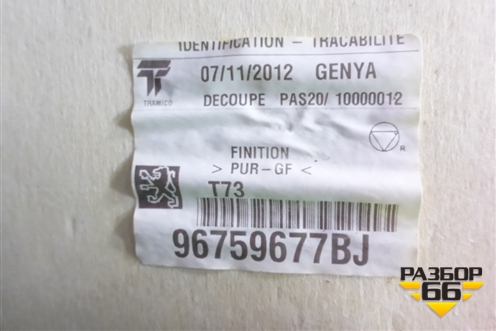 IDENTIFICATION - TRACABILITE
07/11/2012 GENYA
TRAMICO
DECOUPE PAS20/ 10000012
R
FINITION
> PUR-GF <
T73
96759677BJ
РАЗБОР
66